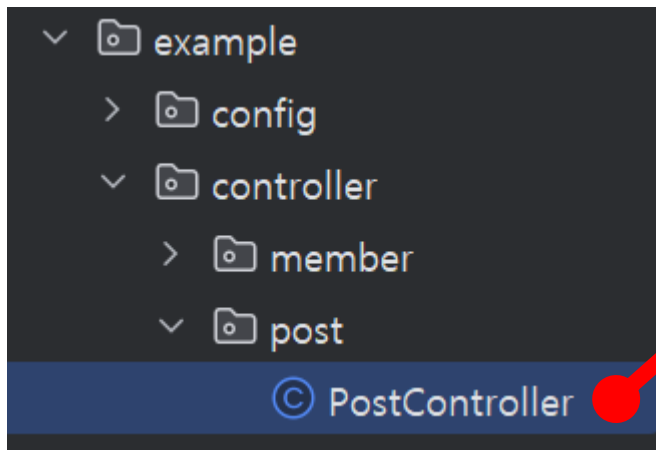 example
config
controller
member
post
PostController